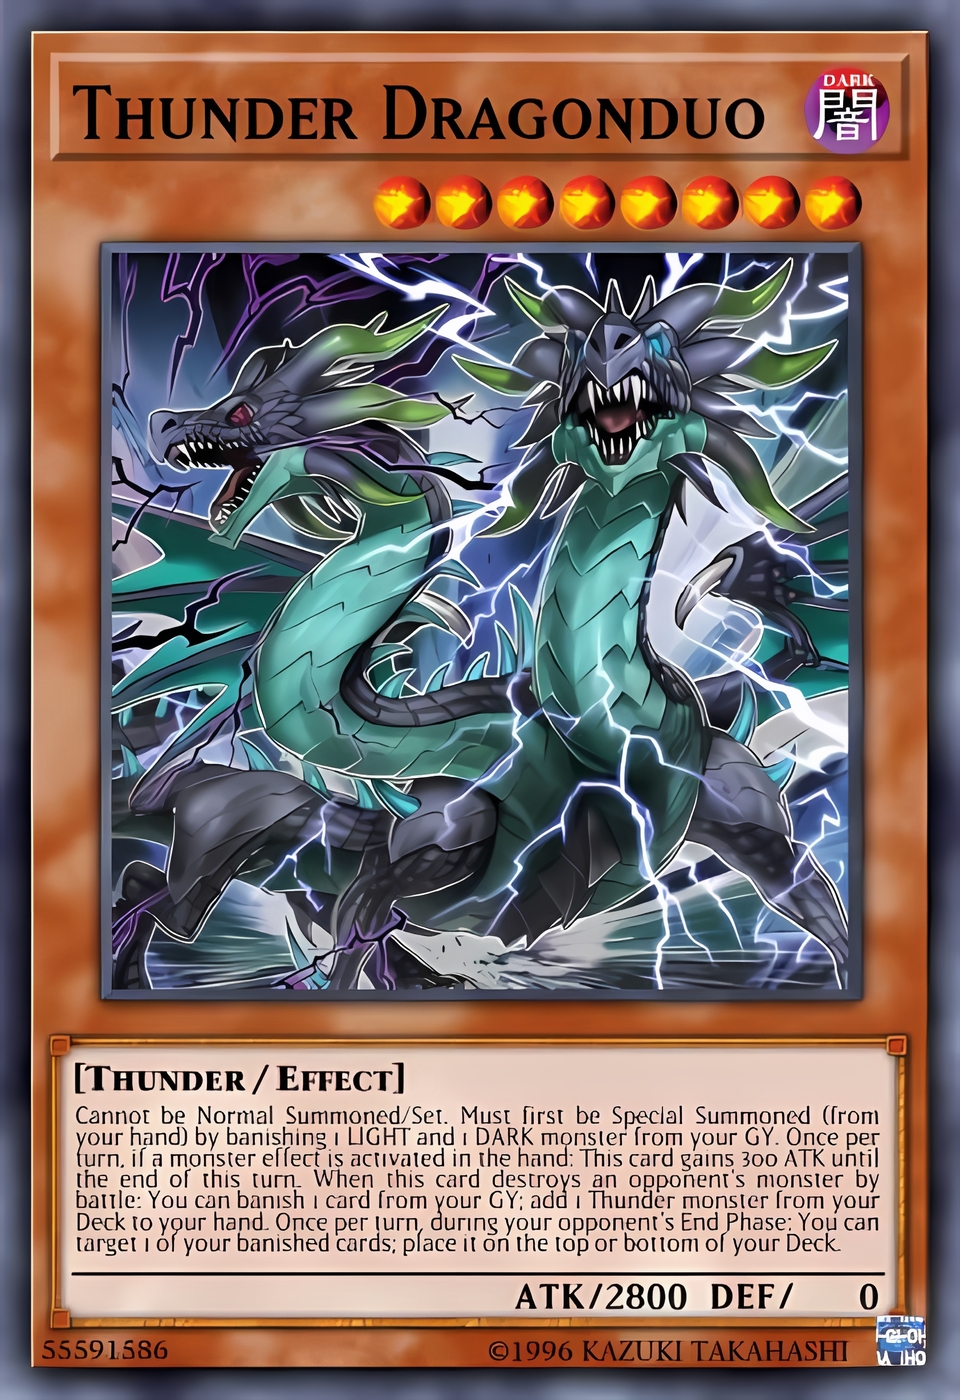 Thunder Dragonduo
DARK
闇
[Thunder / Effect]
Cannot be Normal Summoned/Set. Must first be Special Summoned (from
your hand) by banishing 1 LIGHT and 1 DARK monster from your GY. Once per
turn, if a monster effect is activated in the hand: This card gains 300 ATK until
the end of this turn. When this card destroys an opponent's monster by
battle: You can banish 1 card from your GY; add 1 Thunder monster from your
Deck to your hand. Once per turn, during your opponent's End Phase: You can
target 1 of your banished cards; place it on the top or bottom of your Deck.
ATK/2800 DEF/ 0
55591586
©1996 KAZUKI TAKAHASHI